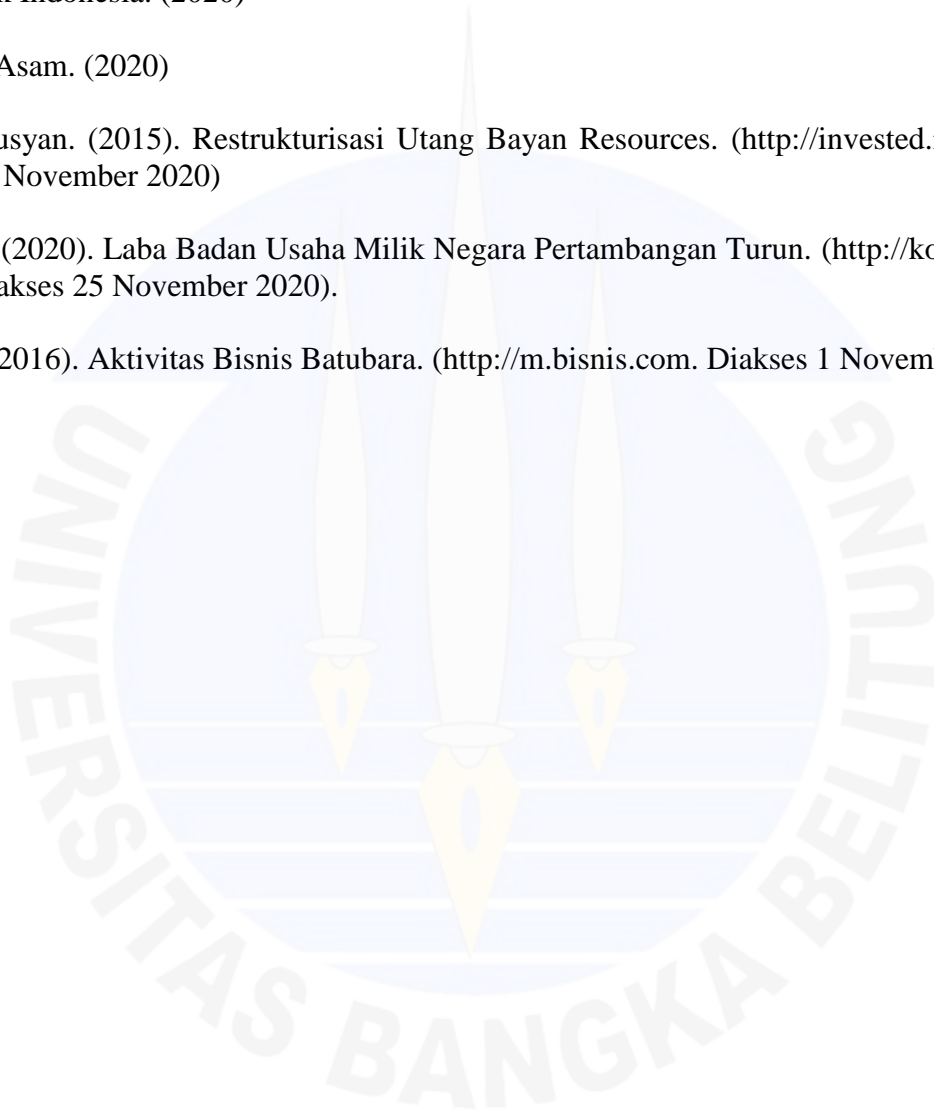 Indonesia. (2020)
Asam. (2020)
usyan. (2015). Restrukturisasi Utang Bayan Resources. (http://invested.
November 2020)
(2020). Laba Badan Usaha Milik Negara Pertambangan Turun. (http://ko
akses 25 November 2020).
2016). Aktivitas Bisnis Batubara. (http://m.bisnis.com. Diakses 1 Novem
UNIVERSITAS BANGKA BELITUNG